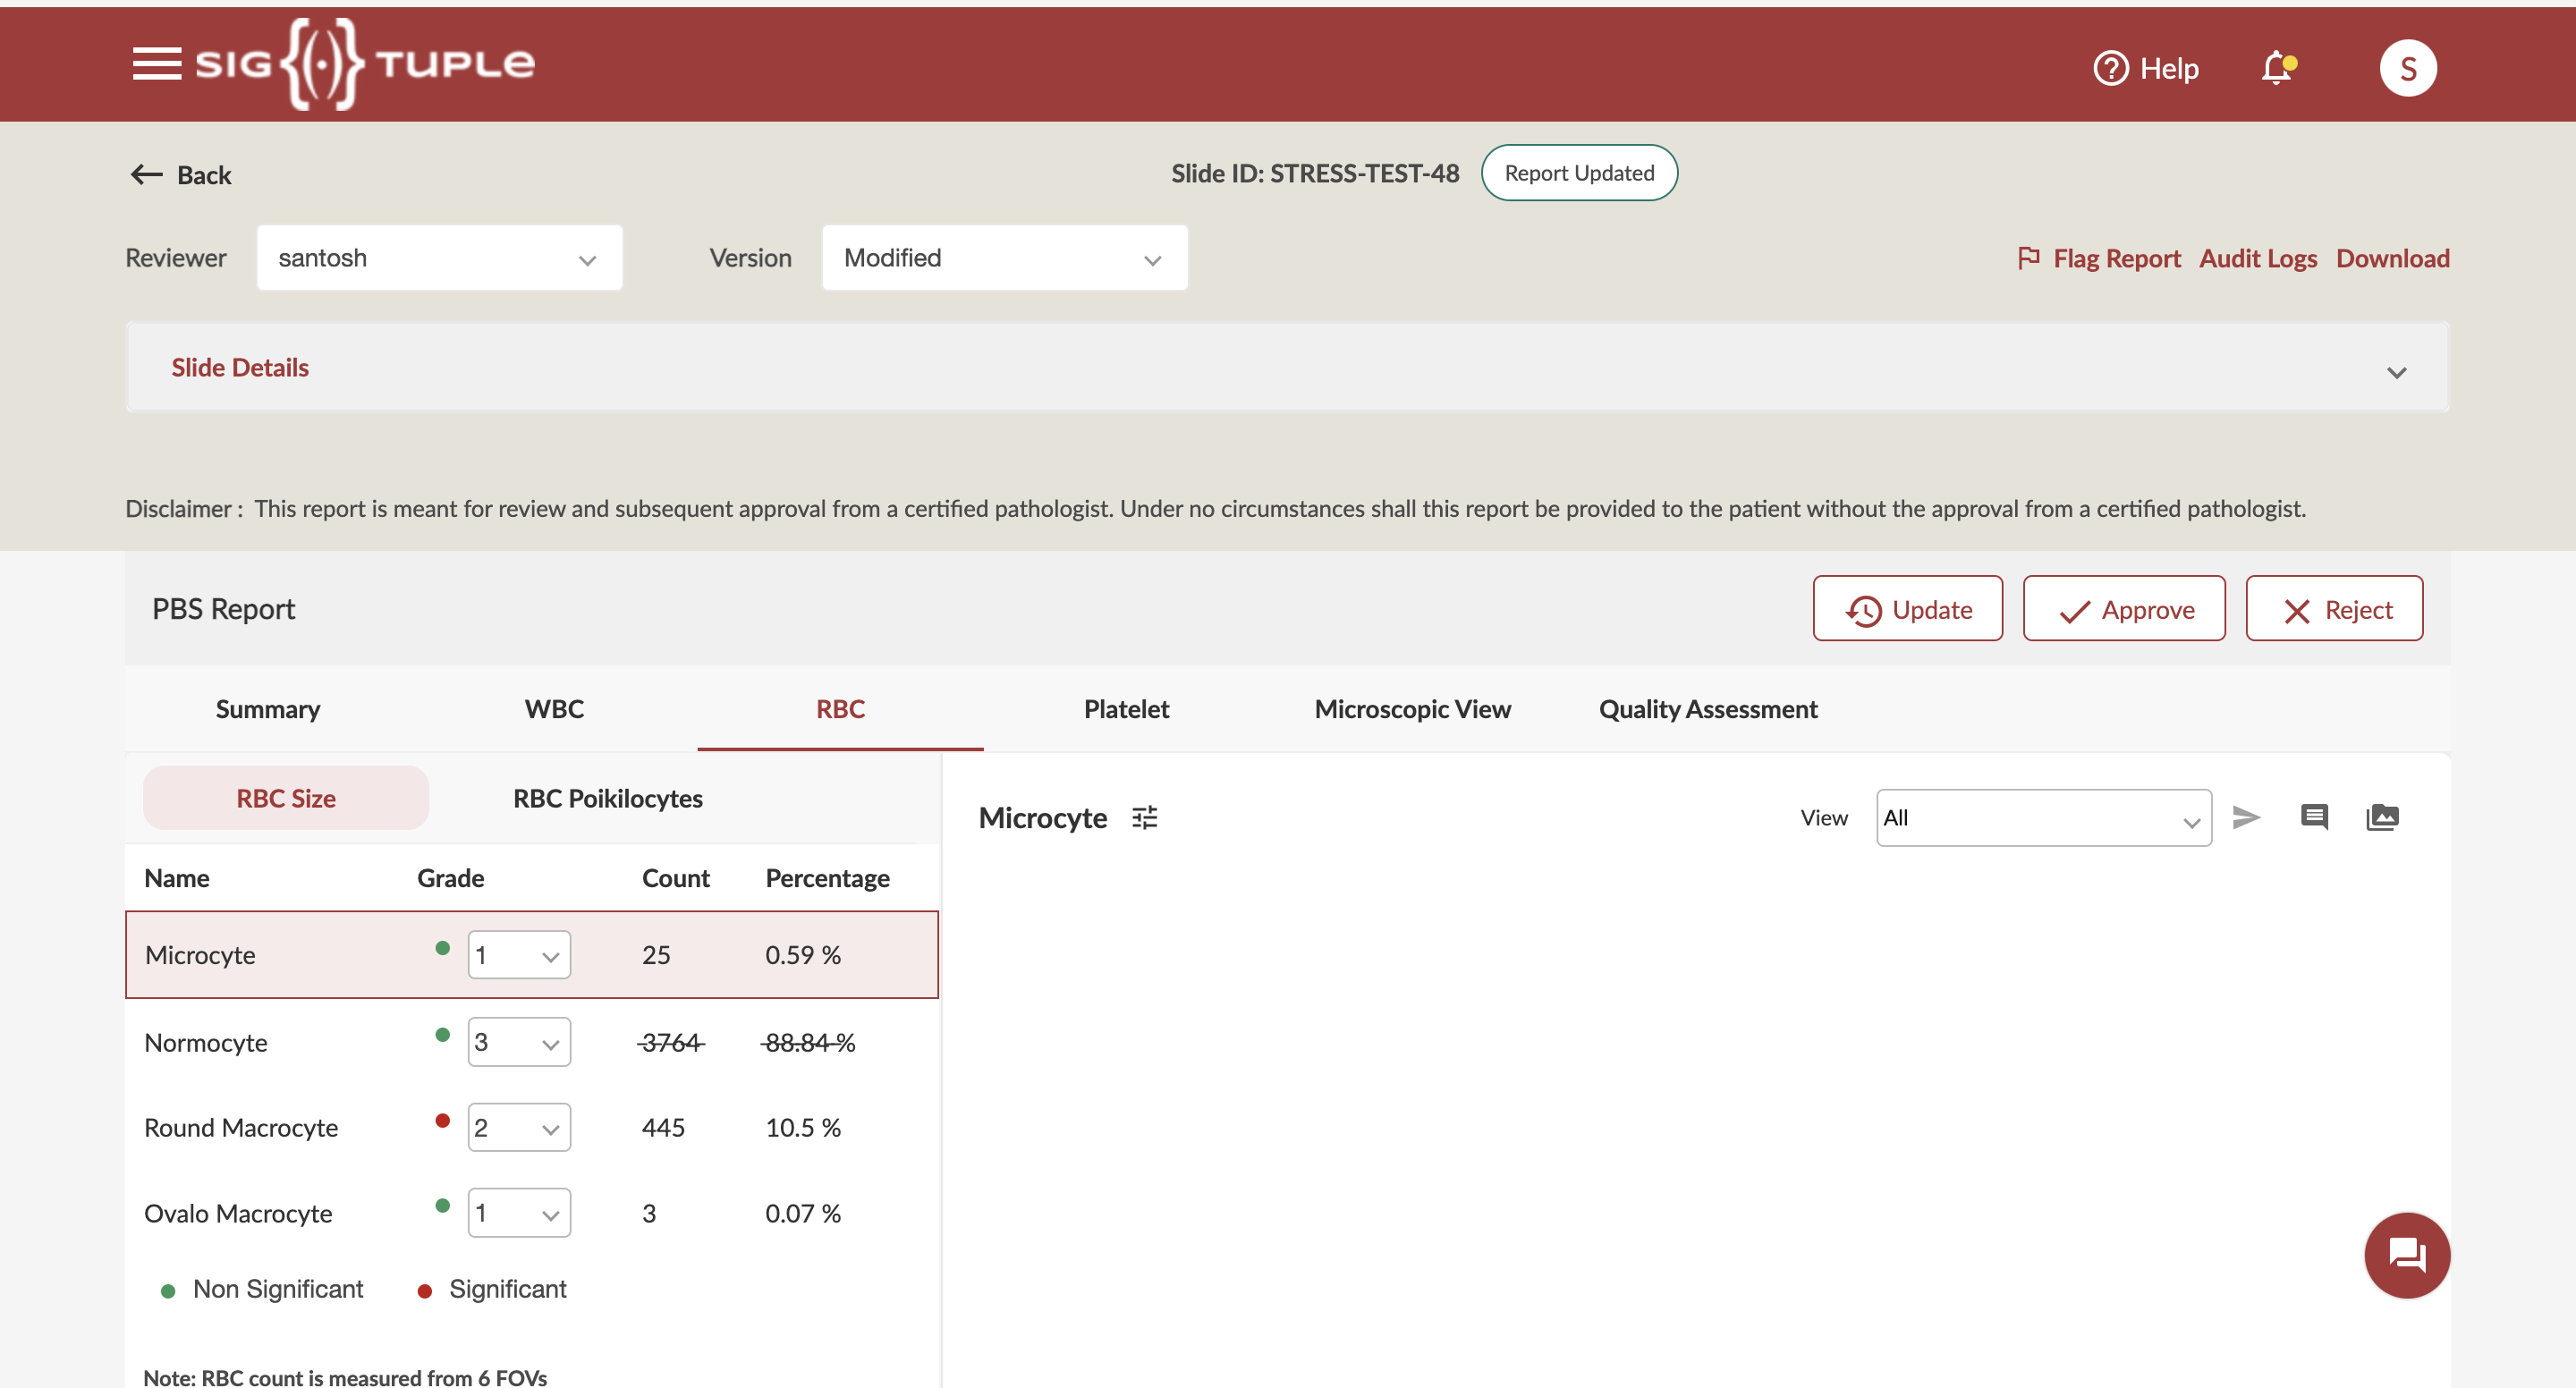 SIG TUPLE
Help
S
Back
Slide ID: STRESS-TEST-48 Report Updated
Reviewer santosh Version Modified Flag Report Audit Logs Download
Slide Details
Disclaimer : This report is meant for review and subsequent approval from a certified pathologist. Under no circumstances shall this report be provided to the patient without the approval from a certified pathologist.
PBS Report Update Approve Reject
Summary WBC RBC Platelet Microscopic View Quality Assessment
RBC Size RBC Poikilocytes
Name Grade Count Percentage
Microcyte 1 25 0.59 %
Normocyte 3 3764 88.84 %
Round Macrocyte 2 445 10.5 %
Ovalo Macrocyte 1 3 0.07 %
Non Significant Significant
Note: RBC count is measured from 6 FOVs
Microcyte View All